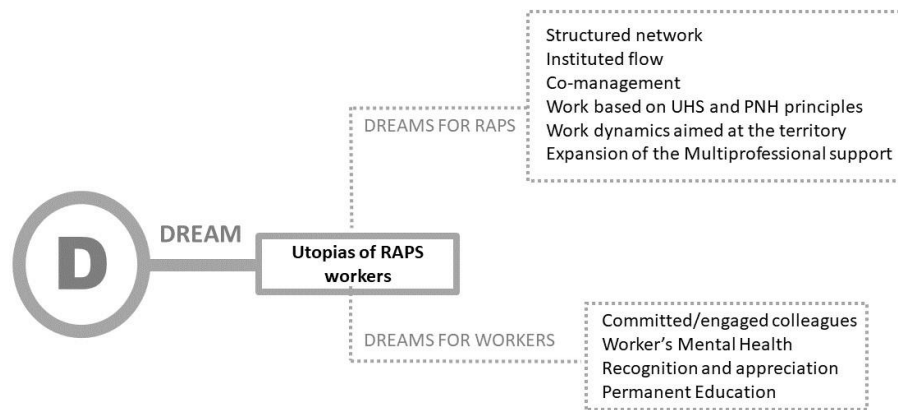 Structured network
Instituted flow
Co-management
Work based on UHS and PNH principles
Work dynamics aimed at the territory
Expansion of the Multiprofessional support
DREAMS FOR RAPS
D
DREAM
Utopias of RAPS
workers
DREAMS FOR WORKERS
Committed/engaged colleagues
Worker's Mental Health
Recognition and appreciation
Permanent Education